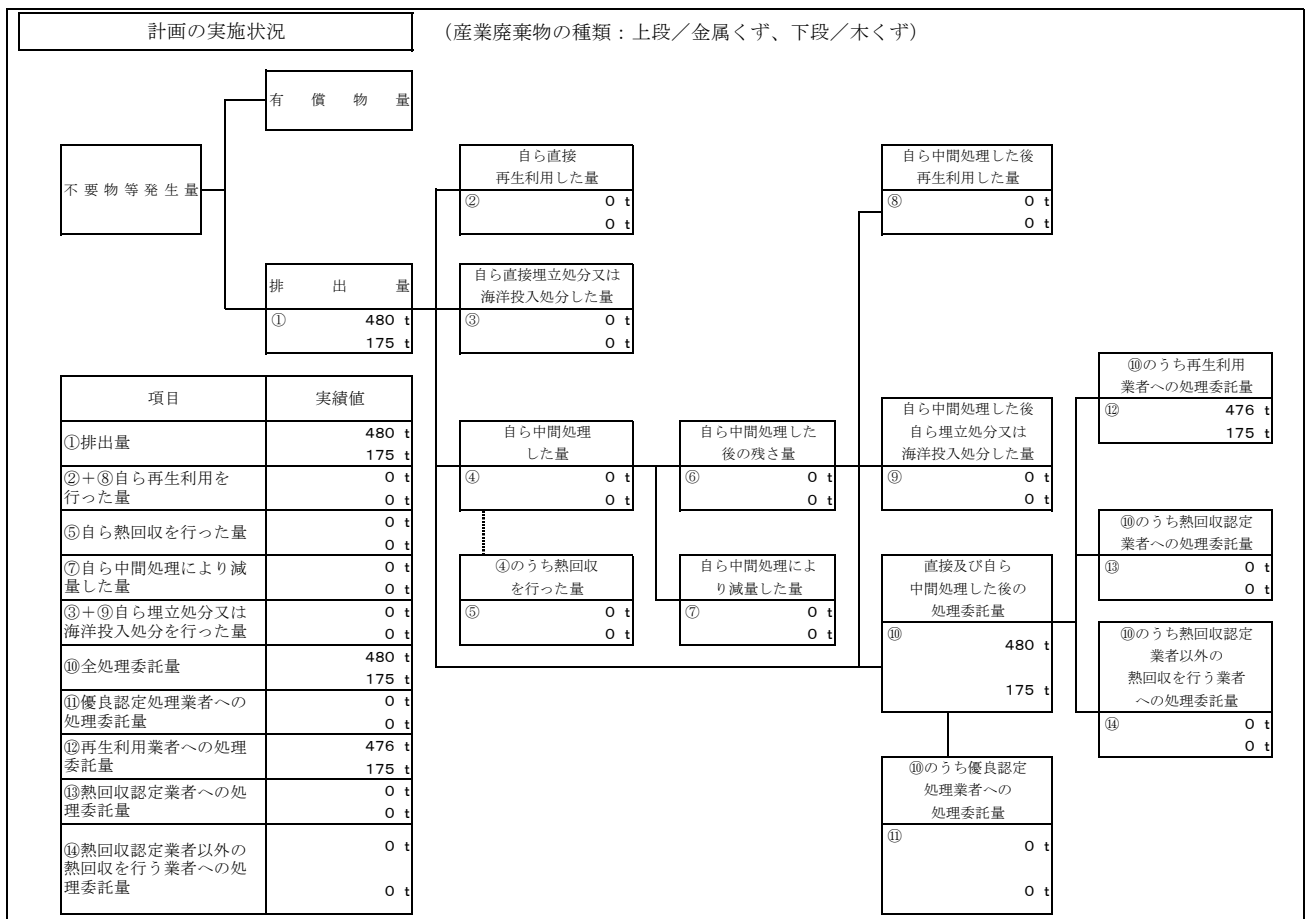 計画の実施状況
（産業廃棄物の種類：上段／金属くず、下段／木くず）
有償物量
不要物等発生量
自ら直接
再生利用した量
② 0 t
0 t
自ら中間処理した後
再生利用した量
⑧ 0 t
0 t
排出量
① 480 t
175 t
自ら直接埋立処分又は
海洋投入処分した量
③ 0 t
0 t
項目 実績値
①排出量
480 t
175 t
②＋⑧自ら再生利用を
行った量
0 t
0 t
⑤自ら熱回収を行った量
0 t
0 t
⑦自ら中間処理により減
量した量
0 t
0 t
③＋⑨自ら埋立処分又は
海洋投入処分を行った量
0 t
0 t
⑩全処理委託量
480 t
175 t
⑪優良認定処理業者への
処理委託量
0 t
0 t
⑫再生利用業者への処理
委託量
476 t
175 t
⑬熱回収認定業者への処
理委託量
0 t
0 t
⑭熱回収認定業者以外の
熱回収を行う業者への処
理委託量
0 t
0 t
自ら中間処理
した量
④ 0 t
0 t
④のうち熱回収
を行った量
⑤ 0 t
0 t
自ら中間処理した
後の残さ量
⑥ 0 t
0 t
自ら中間処理によ
り減量した量
⑦ 0 t
0 t
自ら中間処理した後
自ら埋立処分又は
海洋投入処分した量
⑨ 0 t
0 t
直接及び自ら
中間処理した後の
処理委託量
⑩
480 t
175 t
⑩のうち優良認定
処理業者への
処理委託量
⑪
0 t
0 t
⑩のうち再生利用
業者への処理委託量
⑫ 476 t
175 t
⑩のうち熱回収認定
業者への処理委託量
⑬ 0 t
0 t
⑩のうち熱回収認定
業者以外の
熱回収を行う業者
への処理委託量
⑭ 0 t
0 t